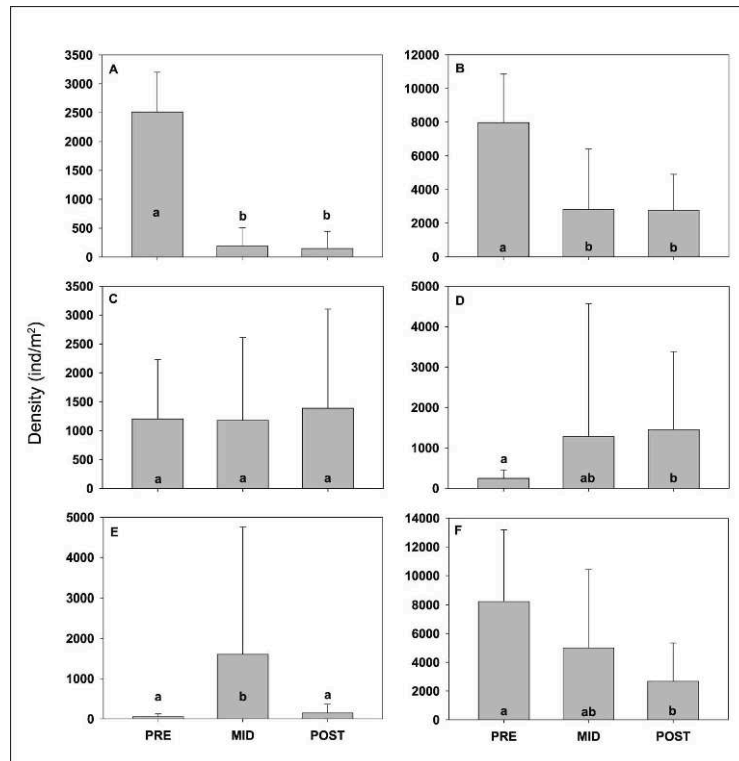 A
3500
3000
2500
2000
1500
1000
500
0
a
b
b
B
12000
10000
8000
6000
4000
2000
0
a
b
b
Density (ind/m²)
C
3500
3000
2500
2000
1500
1000
500
0
a
a
a
D
5000
4000
3000
2000
1000
0
a
ab
b
E
5000
4000
3000
2000
1000
0
a
b
a
PRE
MID
POST
F
14000
12000
10000
8000
6000
4000
2000
0
a
ab
b
PRE
MID
POST